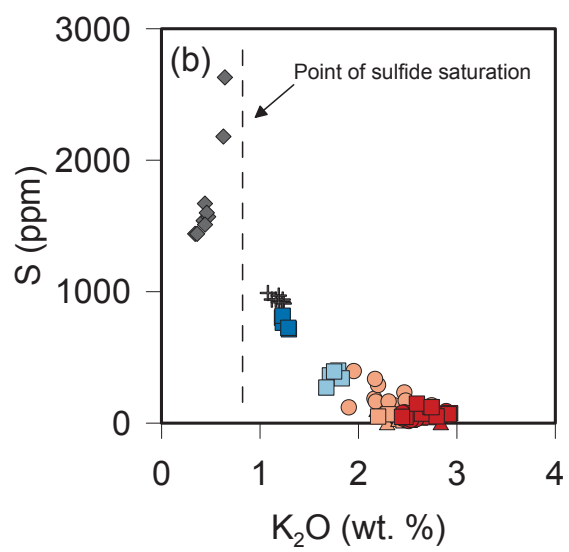 3000
(b)
Point of sulfide saturation
2000
S (ppm)
1000
0
0 1 2 3 4
K₂O (wt. %)